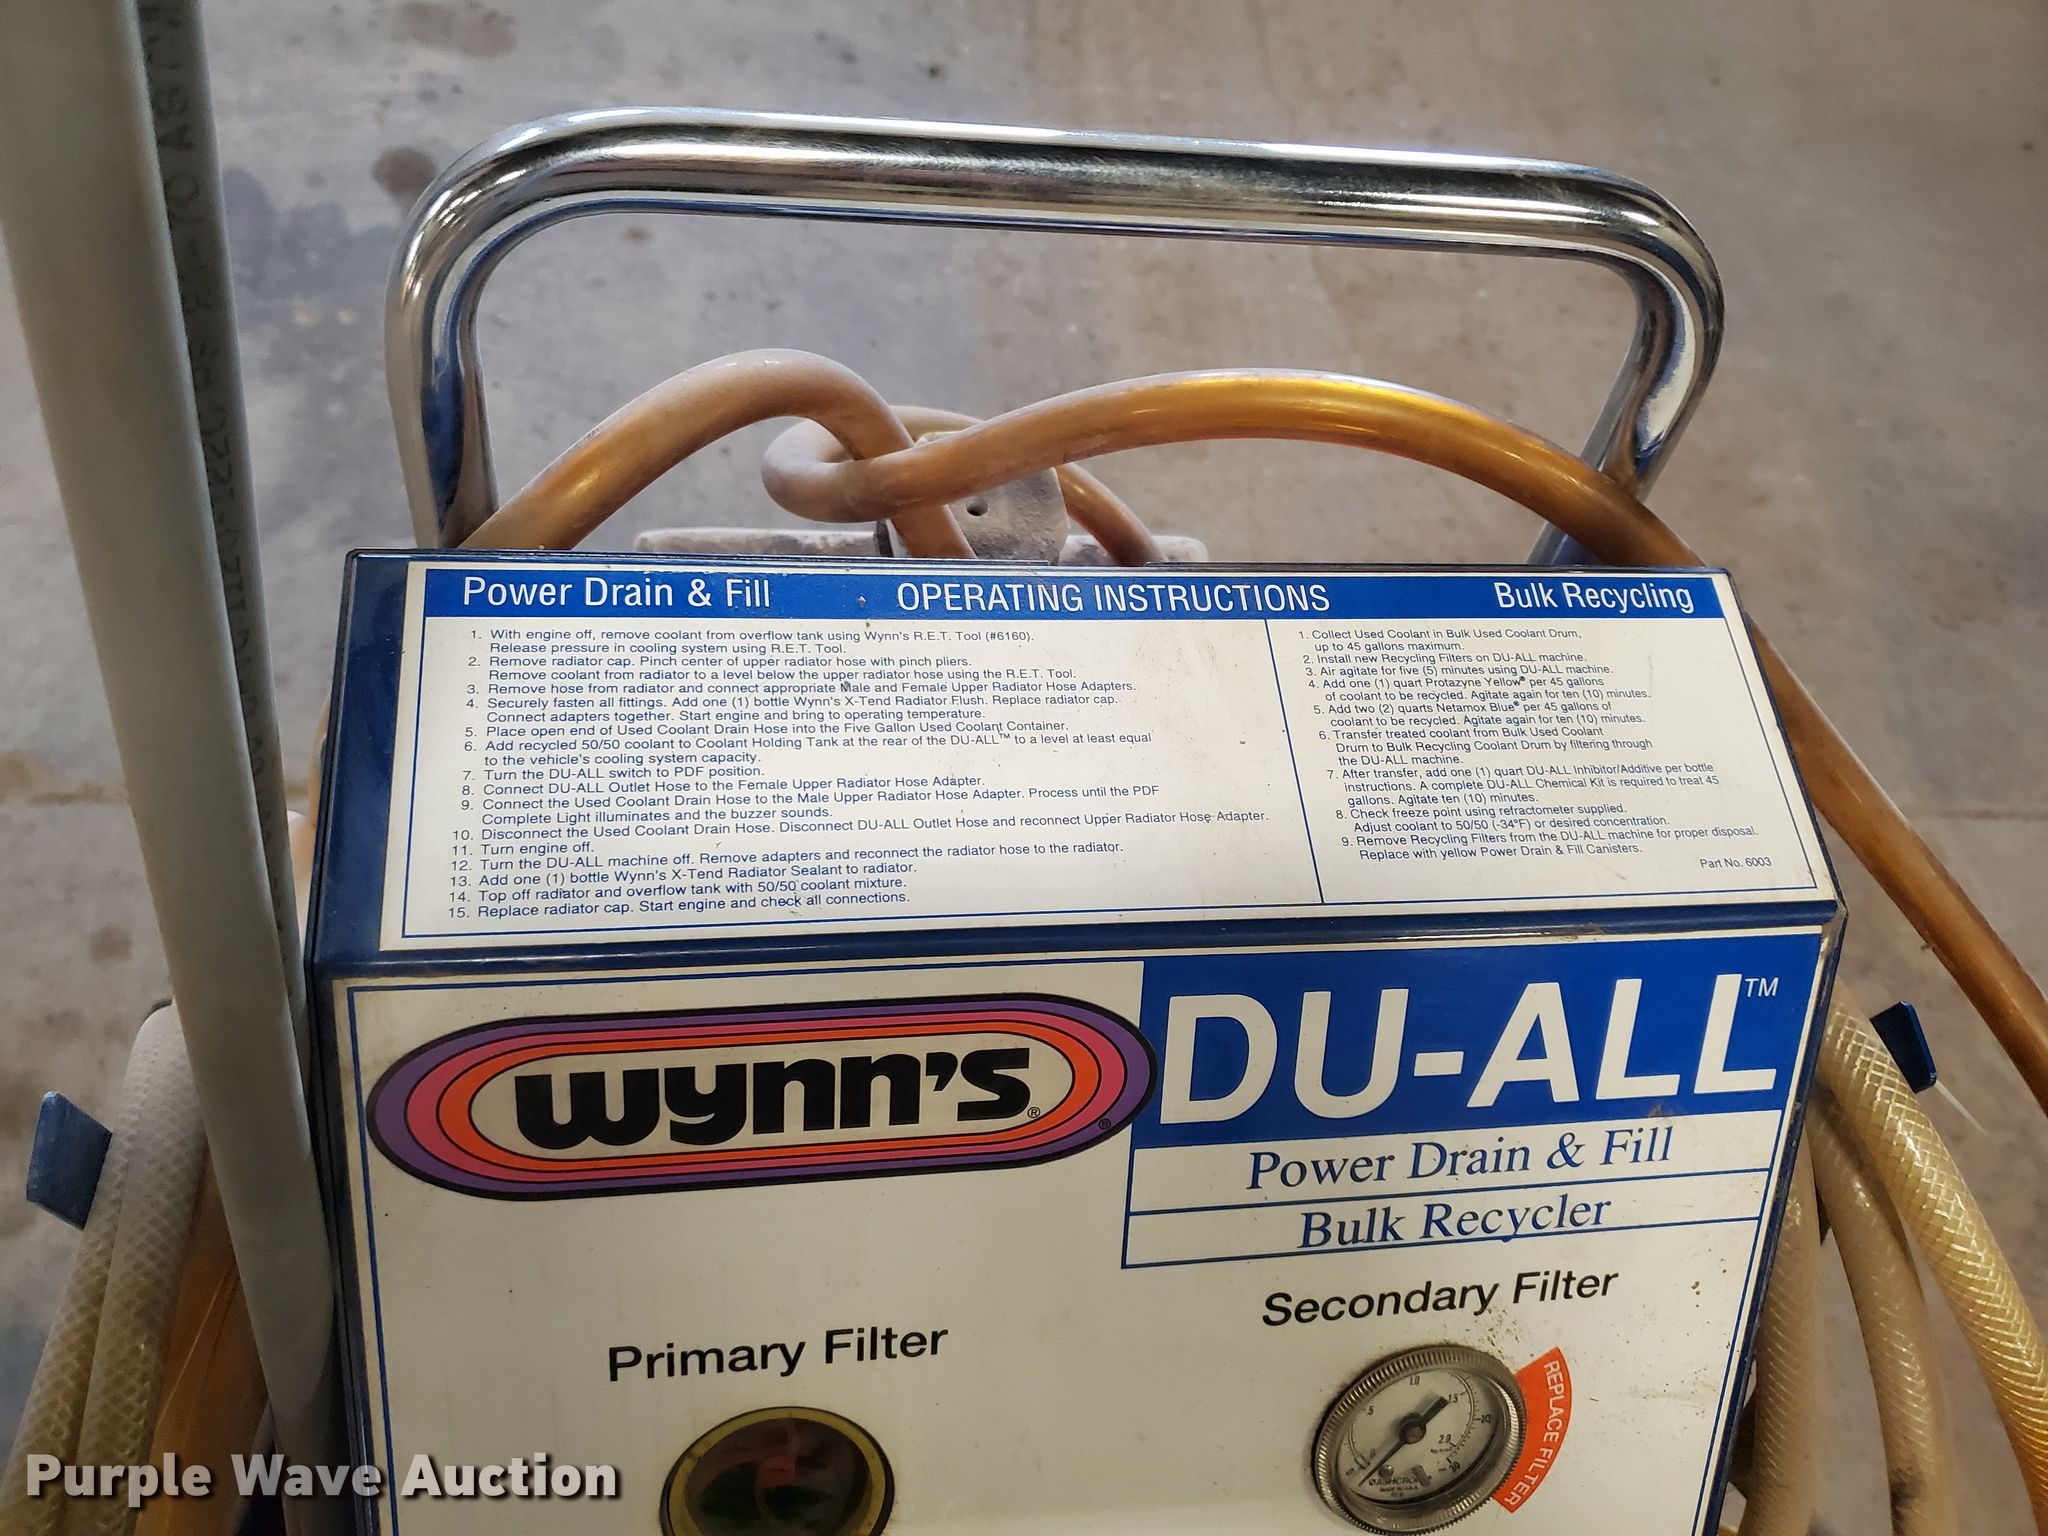 Power Drain & Fill
OPERATING INSTRUCTIONS
Bulk Recycling
1. With engine off, remove coolant from overflow tank using Wynn's R.E.T. Tool (#6160).
Release pressure in cooling system using R.E.T. Tool.
2. Remove radiator cap. Pinch center of upper radiator hose with pinch pliers.
Remove coolant from radiator to a level below the upper radiator hose using the R.E.T. Tool.
3. Remove hose from radiator and connect appropriate Male and Female Upper Radiator Hose Adapters.
4. Securely fasten all fittings. Add one (1) bottle Wynn's X-Tend Radiator Flush. Replace radiator cap.
Connect adapters together. Start engine and bring to operating temperature.
5. Place open end of Used Coolant Drain Hose into the Five Gallon Used Coolant Container.
6. Add recycled 50/50 coolant to Coolant Holding Tank at the rear of the DU-ALL™ to a level at least equal
to the vehicle's cooling system capacity.
7. Turn the DU-ALL switch to PDF position.
8. Connect DU-ALL Outlet Hose to the Female Upper Radiator Hose Adapter.
9. Connect the Used Coolant Drain Hose to the Male Upper Radiator Hose Adapter. Process until the PDF
Complete Light illuminates and the buzzer sounds.
10. Disconnect the Used Coolant Drain Hose. Disconnect DU-ALL Outlet Hose and reconnect Upper Radiator Hose Adapter.
11. Turn engine off.
12. Turn the DU-ALL machine off. Remove adapters and reconnect the radiator hose to the radiator.
13. Add one (1) bottle Wynn's X-Tend Radiator Sealant to radiator.
14. Top off radiator and overflow tank with 50/50 coolant mixture.
15. Replace radiator cap. Start engine and check all connections.
1. Collect Used Coolant in Bulk Used Coolant Drum,
up to 45 gallons maximum.
2. Install new Recycling Filters on DU-ALL machine.
3. Air agitate for five (5) minutes using DU-ALL machine.
4. Add one (1) quart Protazyne Yellow® per 45 gallons
of coolant to be recycled. Agitate again for ten (10) minutes.
5. Add two (2) quarts Netamox Blue® per 45 gallons of
coolant to be recycled. Agitate again for ten (10) minutes.
6. Transfer treated coolant from Bulk Used Coolant
Drum to Bulk Recycling Coolant Drum by filtering through
the DU-ALL machine.
7. After transfer, add one (1) quart DU-ALL Inhibitor/Additive per bottle
instructions. A complete DU-ALL Chemical Kit is required to treat 45
gallons. Agitate ten (10) minutes.
8. Check freeze point using refractometer supplied.
Adjust coolant to 50/50 (-34°F) or desired concentration.
9. Remove Recycling Filters from the DU-ALL machine for proper disposal.
Replace with yellow Power Drain & Fill Canisters.
Part No. 6003
wynn's®
®
DU-ALL™
Power Drain & Fill
Bulk Recycler
Primary Filter
Secondary Filter
.5
1.0
1.5
2.0
REPLACE FILTER
Purple Wave Auction